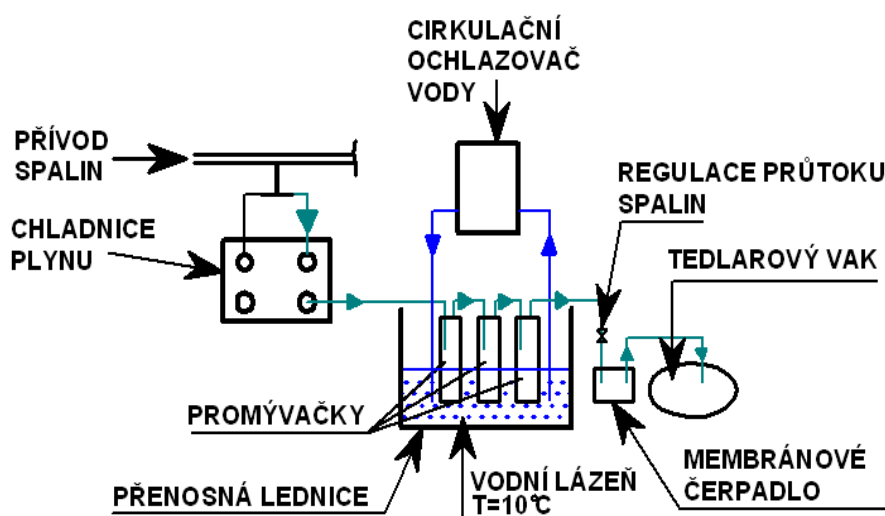 CIRKULAČNÍ
OCHLAZOVAČ
VODY
PŘÍVOD
SPALIN
REGULACE PRŮTOKU
SPALIN
CHLADNICE
PLYNU
TEDLAROVÝ VAK
PROMÝVAČKY
PŘENOSNÁ LEDNICE
VODNÍ LÁZEŇ
T=10°C
MEMBRÁNOVÉ
ČERPADLO